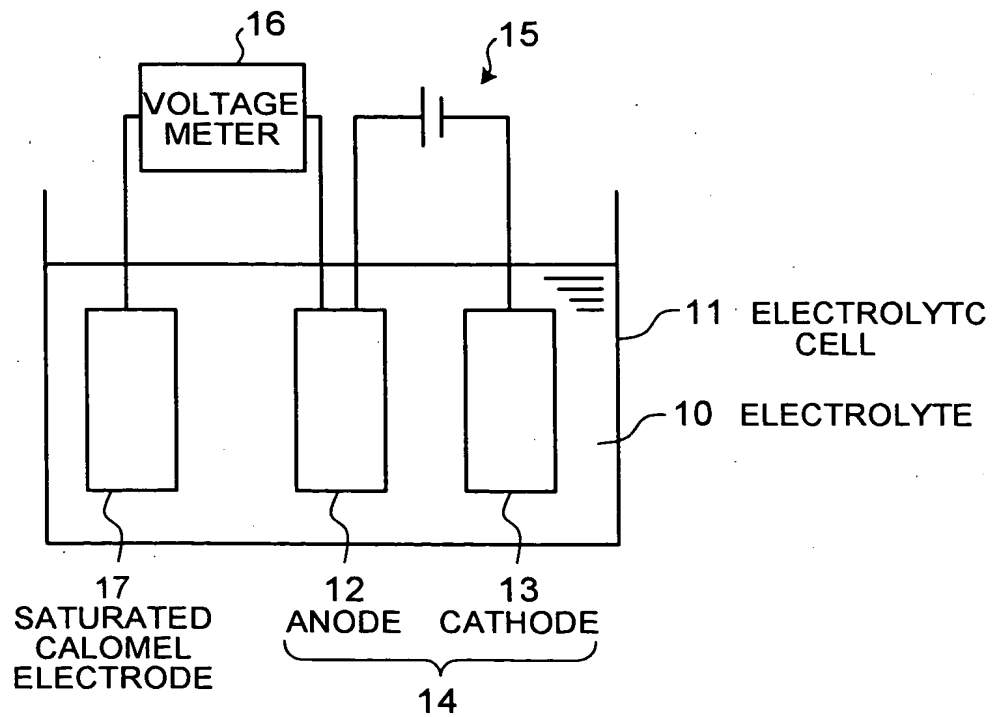 16
15
VOLTAGE
METER
11 ELECTROLYTC
CELL
10 ELECTROLYTE
17
SATURATED
CALOMEL
ELECTRODE
12
ANODE
13
CATHODE
14